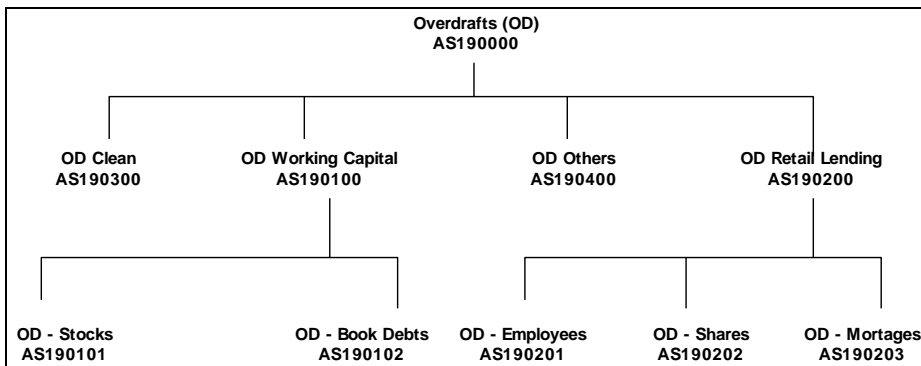 Overdrafts (OD)
AS190000
OD Clean
AS190300
OD Working Capital
AS190100
OD Others
AS190400
OD Retail Lending
AS190200
OD - Stocks
AS190101
OD - Book Debts
AS190102
OD - Employees
AS190201
OD - Shares
AS190202
OD - Mortages
AS190203